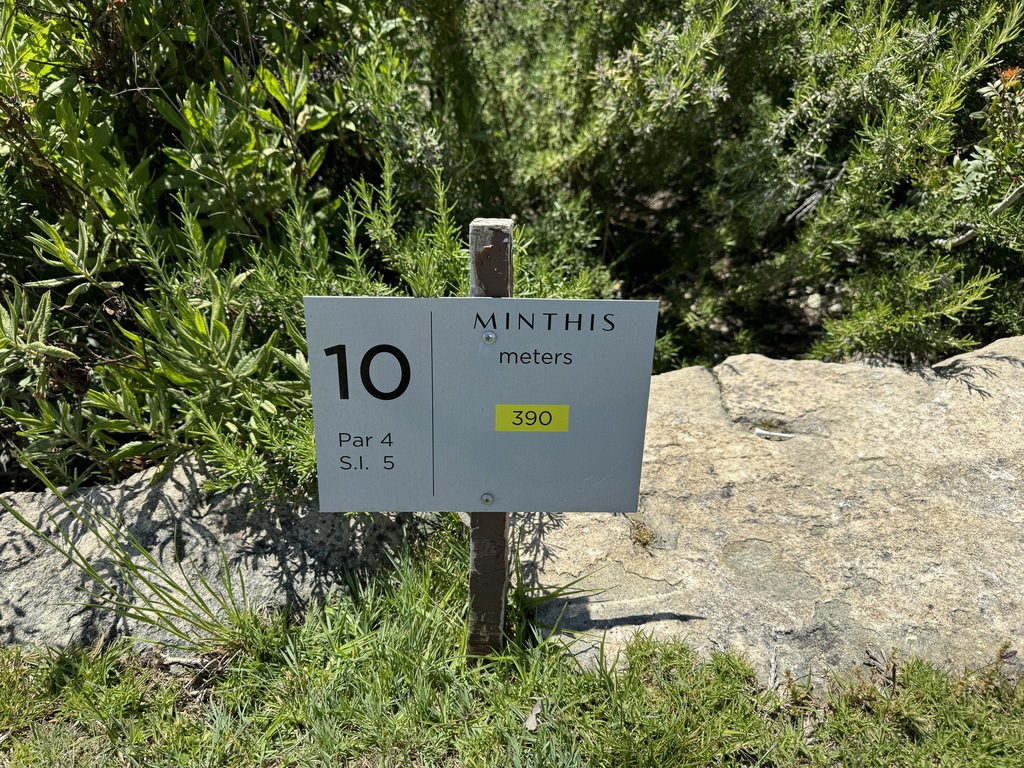 10
Par 4
S.I. 5
MINTHIS
meters
390